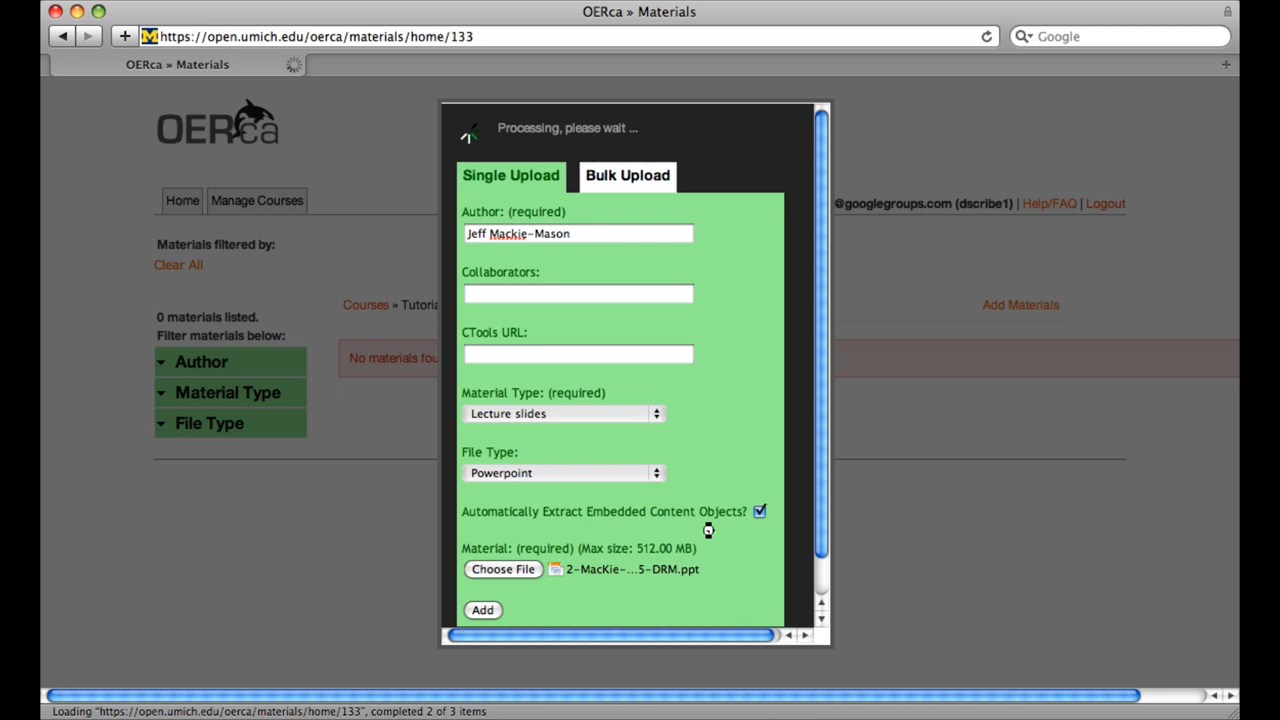 OERca » Materials
https://open.umich.edu/oerca/materials/home/133
Google
OERca » Materials
OERca
Processing, please wait ...
Single Upload
Bulk Upload
Home
Manage Courses
@googlegroups.com (dscribe1) | Help/FAQ | Logout
Author: (required)
Jeff Mackie-Mason
Materials filtered by:
Clear All
Collaborators:
Courses » Tutoria
Add Materials
0 materials listed.
Filter materials below:
CTools URL:
No materials fou
Author
Material Type
File Type
Material Type: (required)
Lecture slides
File Type:
Powerpoint
Automatically Extract Embedded Content Objects?
Material: (required) (Max size: 512.00 MB)
Choose File
2-MacKie-...5-DRM.ppt
Add
Loading "https://open.umich.edu/oerca/materials/home/133", completed 2 of 3 items